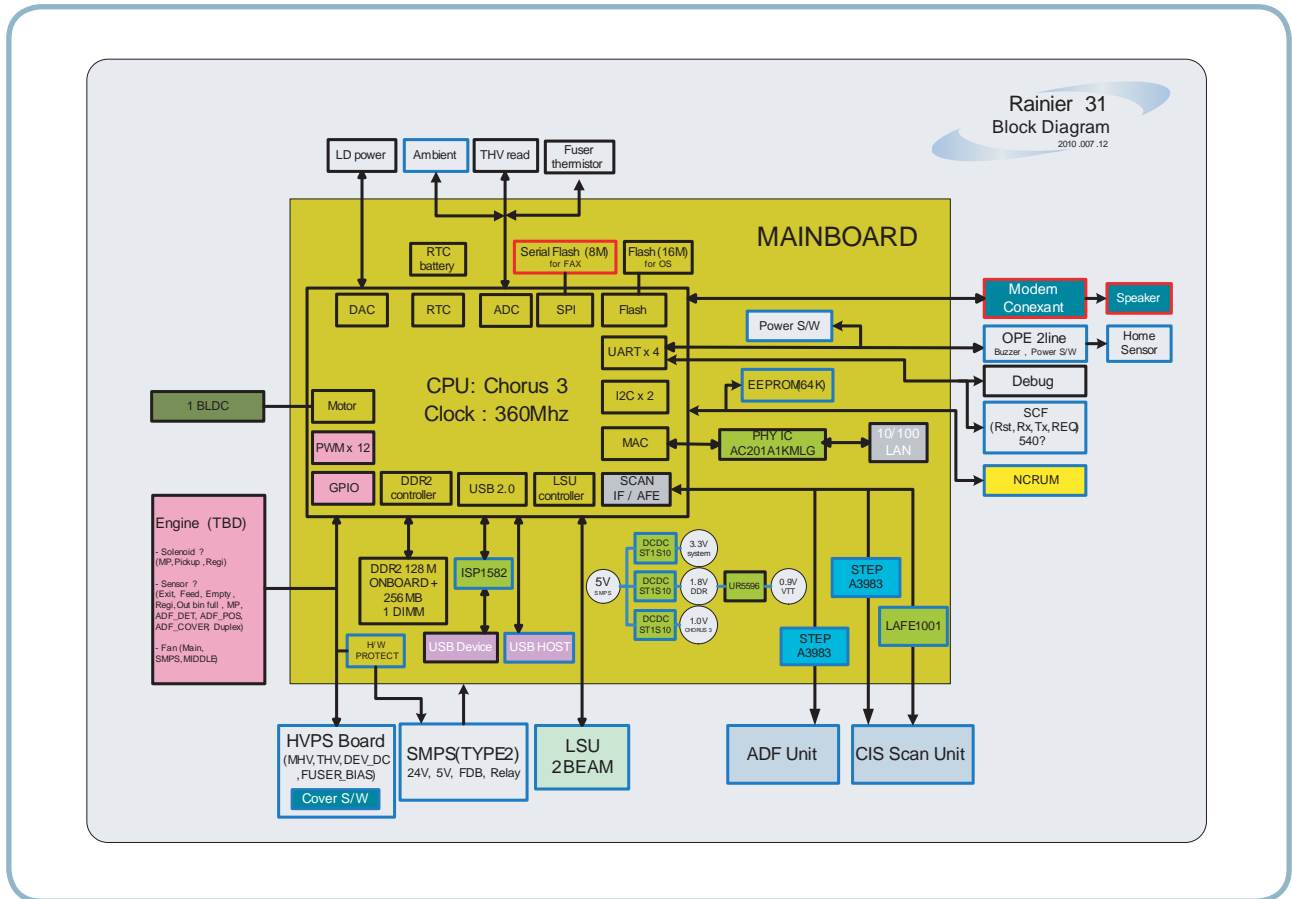 Rainier 31
Block Diagram
2010 .007 .12
LD power
Ambient
THV read
Fuser
thermistor
MAINBOARD
RTC
battery
Serial Flash (8M)
for FAX
Flash (16M)
for OS
DAC
RTC
ADC
SPI
Flash
Modem
Conexant
Speaker
Power S/W
OPE 2line
Buzzer , Power S/W
Home
Sensor
UART x 4
CPU: Chorus 3
Clock : 360Mhz
I2C x 2
EEPROM(64K)
Debug
SCF
(Rst, Rx, Tx, REQ)
540?
1 BLDC
Motor
PWM x 12
MAC
PHY IC
AC201A1KMLG
10/100
LAN
NCRUM
GPIO
DDR2
controller
USB 2.0
LSU
controller
SCAN
IF / AFE
Engine (TBD)
- Solenoid ?
(MP,Pickup ,Regi)
- Sensor ?
(Exit, Feed, Empty ,
Regi,Out bin full , MP,
ADF_DET, ADF_POS,
ADF_COVER, Duplex)
- Fan (Main,
SMPS,MIDDLE)
DDR2 128 M
ONBOARD +
256 MB
1 DIMM
ISP1582
H/W
PROTECT
USB Device
USB HOST
5V
SMPS
DCDC
ST1S10
3.3V
system
DCDC
ST1S10
1.8V
DDR
UR5596
0.9V
VTT
DCDC
ST1S10
1.0V
CHORUS 3
STEP
A3983
STEP
A3983
LAFE1001
HVPS Board
(MHV,THV,DEV_DC
,FUSER_BIAS)
Cover S/W
SMPS(TYPE2)
24V, 5V, FDB, Relay
LSU
2BEAM
ADF Unit
CIS Scan Unit